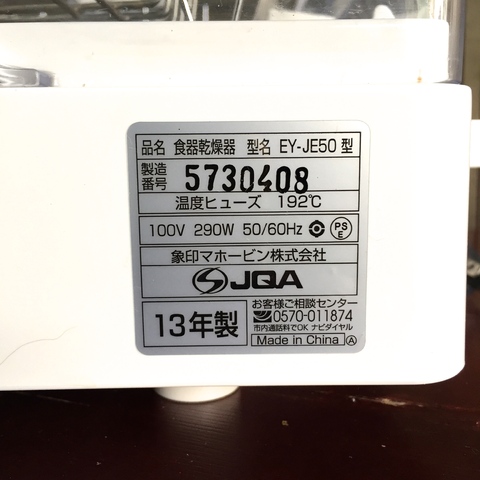 品名 食器乾燥器 型名 EY-JE50 型
製造番号 5730408
温度ヒューズ 192℃
100V 290W 50/60Hz PSE
象印マホービン株式会社
JQA
13年製
お客様ご相談センター
0570-011874
市内通話料でOK ナビダイヤル
Made in China Ⓐ